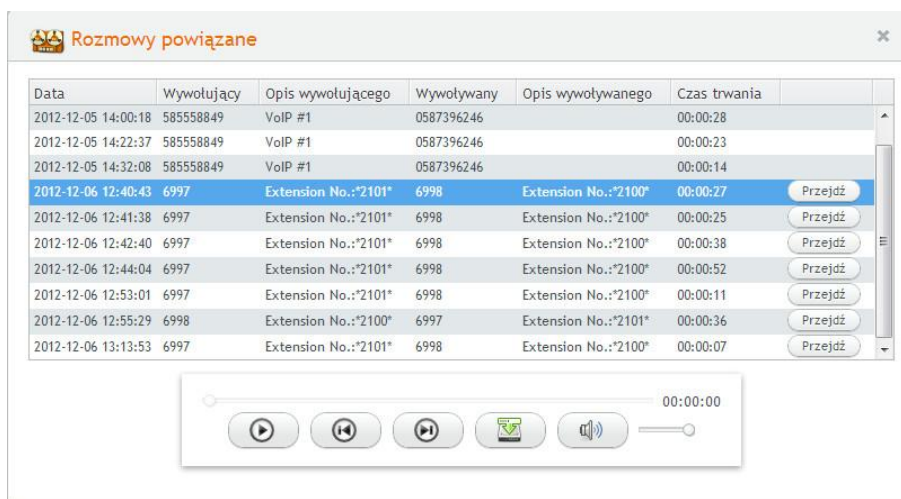 Rozmowy powiązane
Data Wywołujący Opis wywołującego Wywoływany Opis wywoływanego Czas trwania
2012-12-05 14:00:18 585558849 VoIP #1 0587396246 00:00:28
2012-12-05 14:22:37 585558849 VoIP #1 0587396246 00:00:23
2012-12-05 14:32:08 585558849 VoIP #1 0587396246 00:00:14
2012-12-06 12:40:43 6997 Extension No.:"2101" 6998 Extension No.:"2100" 00:00:27 Przejdź
2012-12-06 12:41:38 6997 Extension No.:"2101" 6998 Extension No.:"2100" 00:00:25 Przejdź
2012-12-06 12:42:40 6997 Extension No.:"2101" 6998 Extension No.:"2100" 00:00:38 Przejdź
2012-12-06 12:44:04 6997 Extension No.:"2101" 6998 Extension No.:"2100" 00:00:52 Przejdź
2012-12-06 12:53:01 6997 Extension No.:"2101" 6998 Extension No.:"2100" 00:00:11 Przejdź
2012-12-06 12:55:29 6998 Extension No.:"2100" 6997 Extension No.:"2101" 00:00:36 Przejdź
2012-12-06 13:13:53 6997 Extension No.:"2101" 6998 Extension No.:"2100" 00:00:07 Przejdź
00:00:00